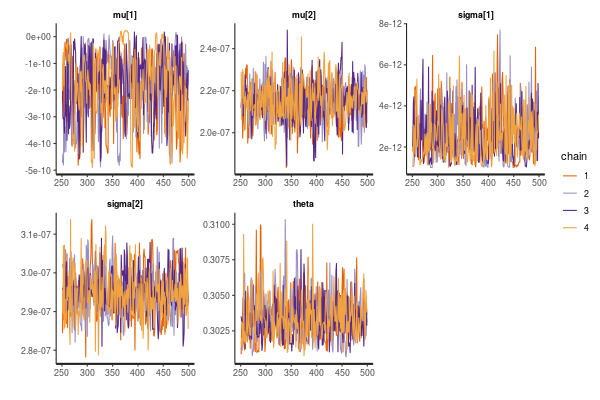 mu[1] mu[2] sigma[1]
0e+00
-1e-10
-2e-10
-3e-10
-4e-10
-5e-10
250 300 350 400 450 500
2.4e-07
2.2e-07
2.0e-07
250 300 350 400 450 500
8e-12
6e-12
4e-12
2e-12
250 300 350 400 450 500
chain
1
2
3
4
sigma[2] theta
3.1e-07
3.0e-07
2.9e-07
2.8e-07
250 300 350 400 450 500
0.3100
0.3075
0.3050
0.3025
250 300 350 400 450 500